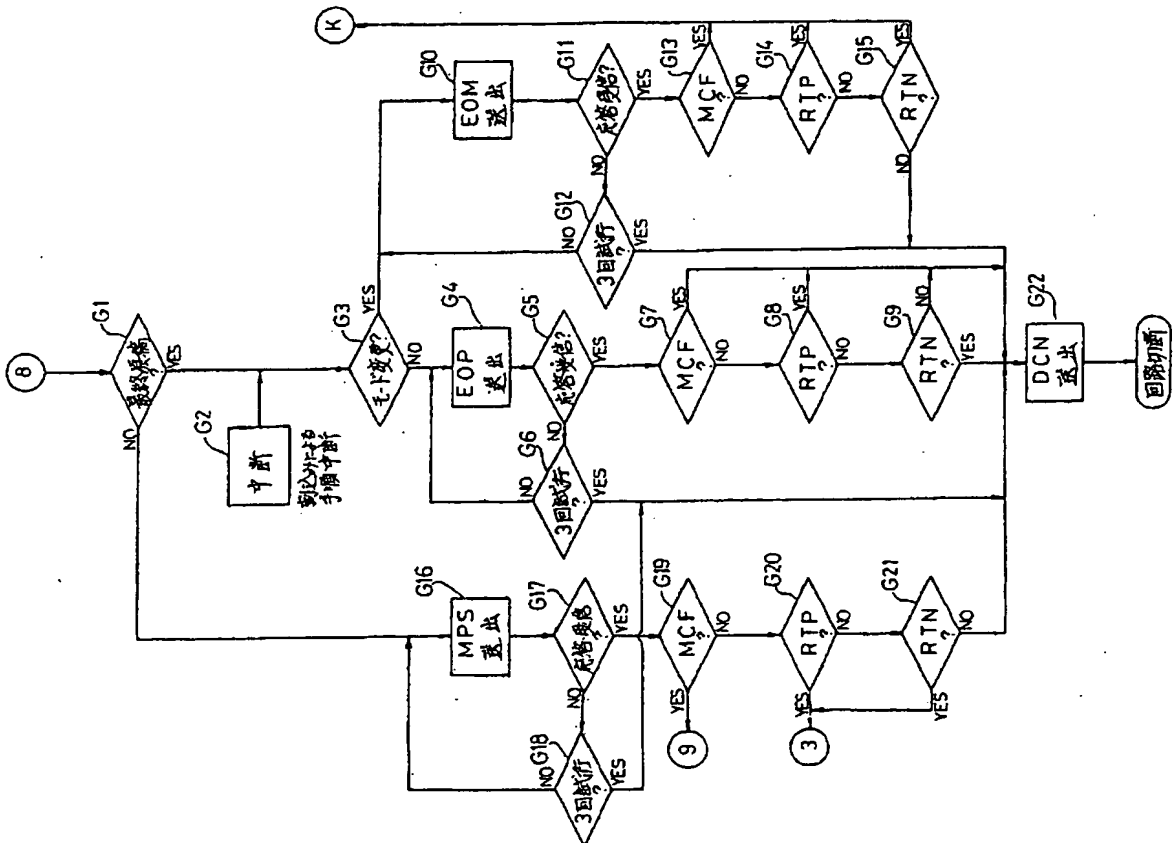 8
G1
最終原稿
?
NO
YES
G2
中断
割込みによる
手順中断
G3
モード変更?
YES
NO
G4
EOP
送出
G5
応答受信?
NO
YES
G6
3回試行
?
NO
YES
G7
MCF
?
YES
NO
G8
RTP
?
YES
NO
G9
RTN
?
NO
YES
G10
EOM
送出
G11
応答受信?
NO
YES
G12
3回試行
?
NO
YES
G13
MCF
?
YES
NO
G14
RTP
?
YES
NO
G15
RTN
?
YES
NO
K
G16
MPS
送出
G17
応答受信
?
NO
YES
G18
3回試行
?
NO
YES
G19
MCF
?
YES
NO
9
G20
RTP
?
YES
NO
3
G21
RTN
?
YES
NO
G22
DCN
送出
回路切断